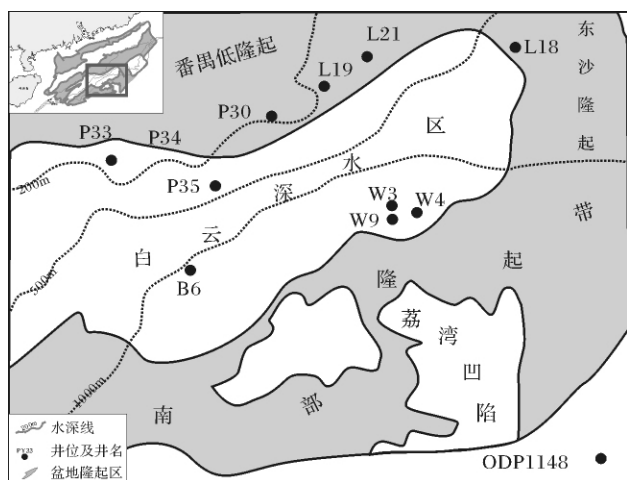 番禺低隆起
L21
L18
东沙隆起
L19
P30
P33
P34
P35
200m
白云深水区
W3
W4
W9
B6
500m
1000m
南部隆起带
荔湾凹陷
ODP1148
水深线
PY33
井位及井名
盆地隆起区